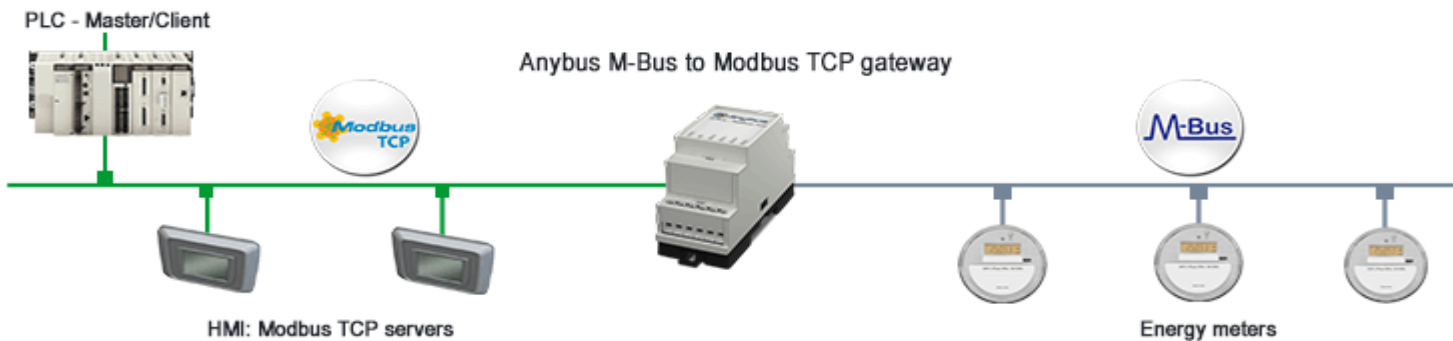 PLC - Master/Client
Anybus M-Bus to Modbus TCP gateway
Modbus
TCP
M-Bus
HMI: Modbus TCP servers
Energy meters